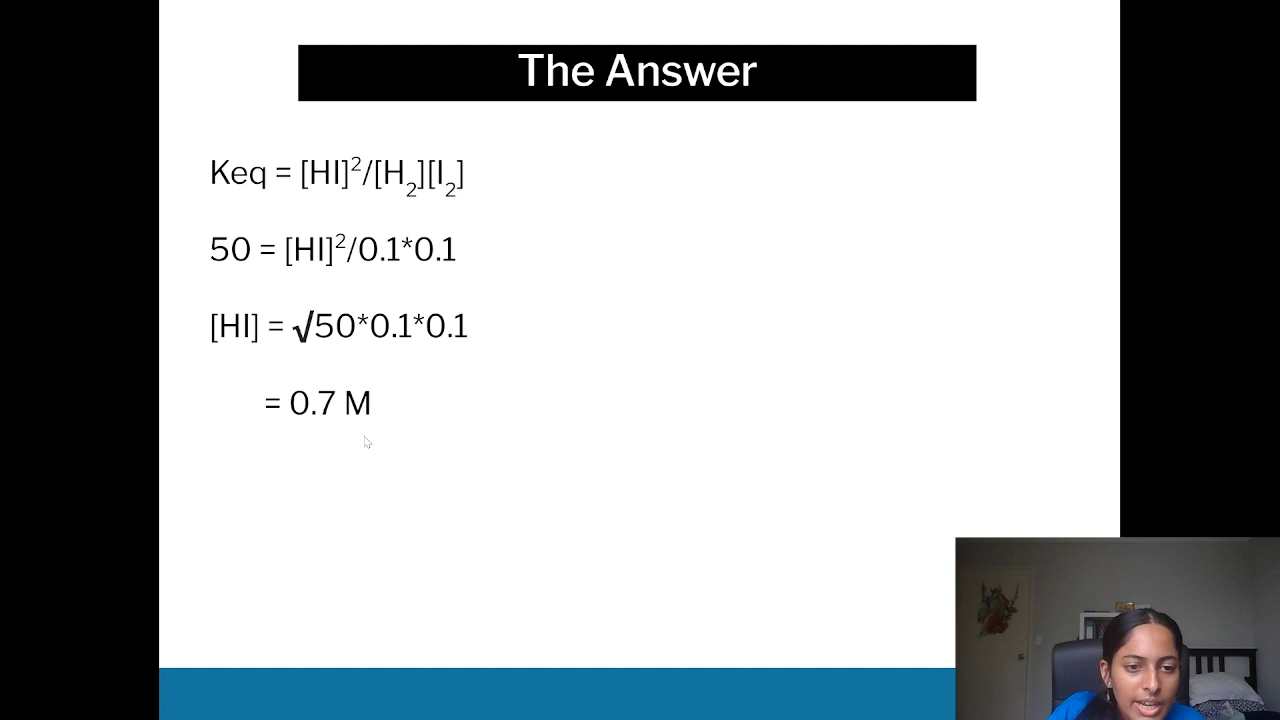 The Answer
Keq = [HI]²/[H₂][I₂]
50 = [HI]²/0.1*0.1
[HI] = √50*0.1*0.1
= 0.7 M